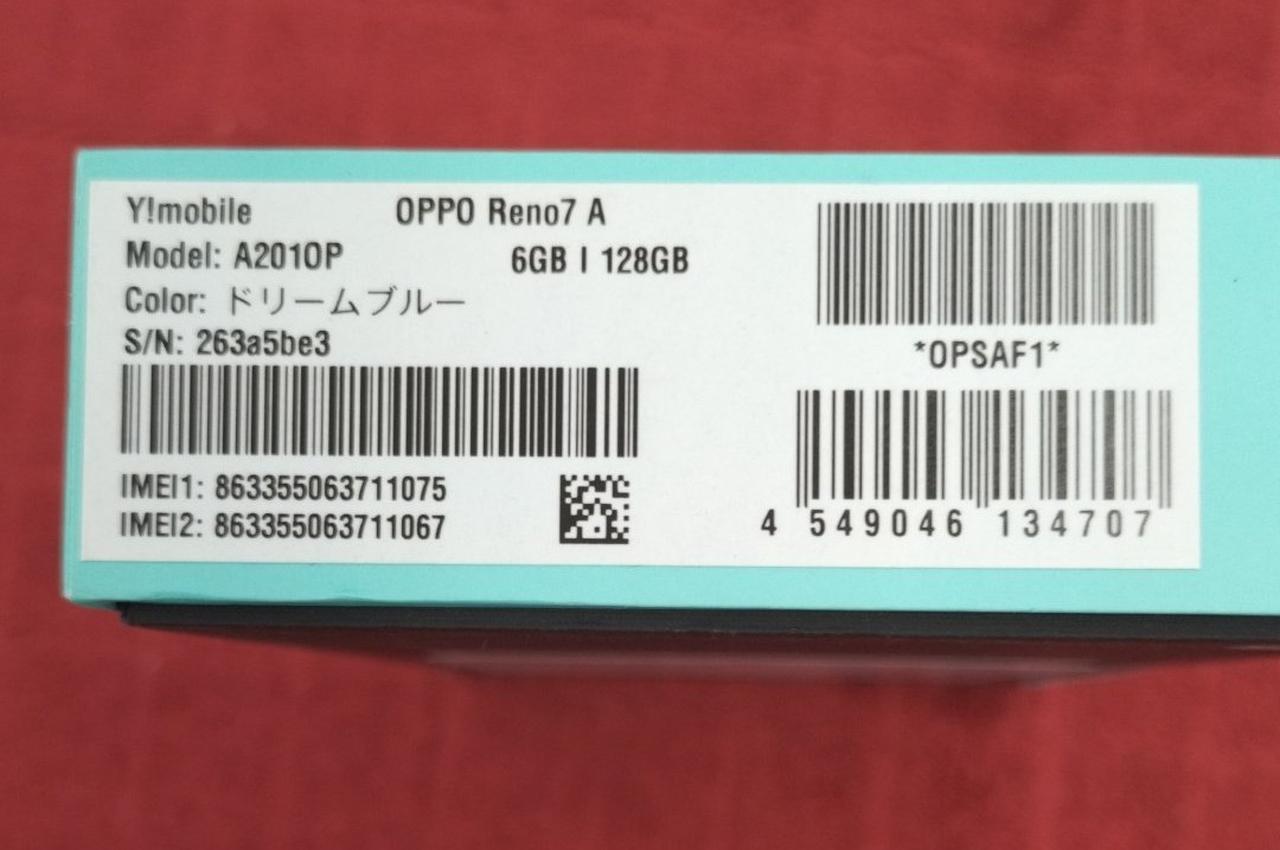 Y!mobile OPPO Reno7 A
Model: A201OP 6GB | 128GB
Color: ドリームブルー
S/N: 263a5be3
IMEI1: 863355063711075
IMEI2: 863355063711067
*OPSAF1*
4 549046 134707